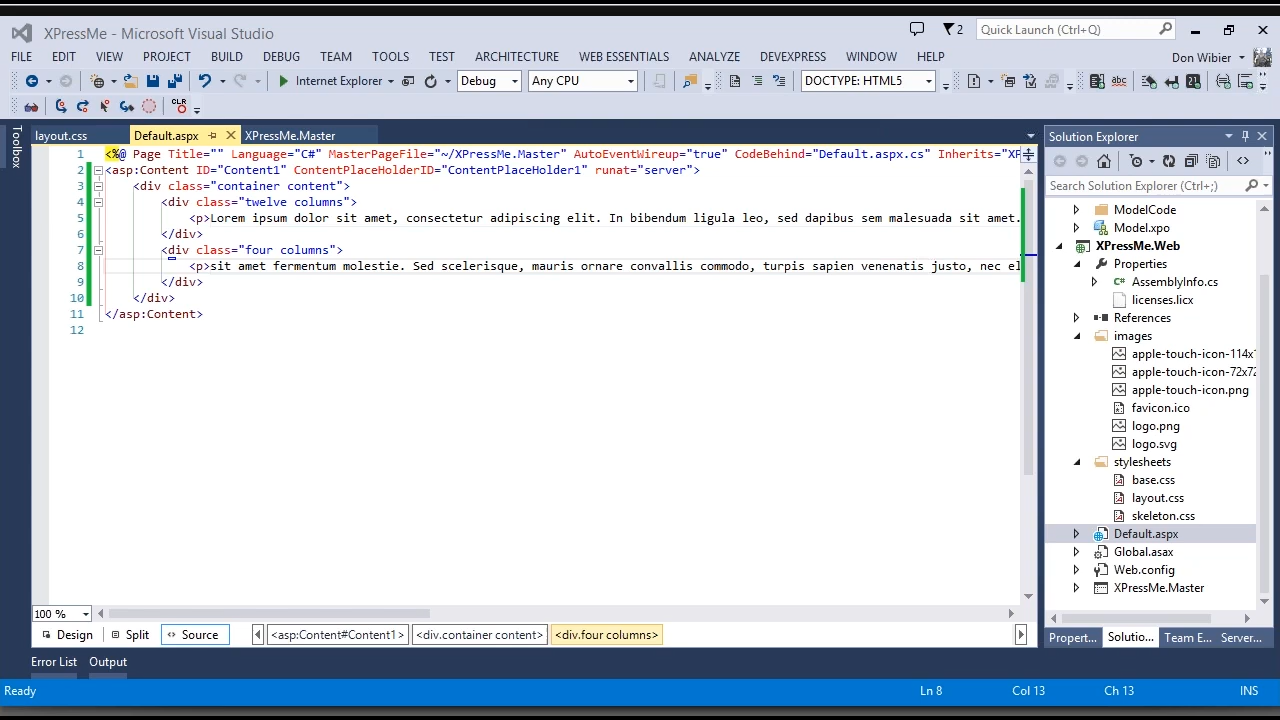 XPressMe - Microsoft Visual Studio
2
Quick Launch (Ctrl+Q)
FILE EDIT VIEW PROJECT BUILD DEBUG TEAM TOOLS TEST ARCHITECTURE WEB ESSENTIALS ANALYZE DEVEXPRESS WINDOW HELP
Don Wibier
Internet Explorer
Debug
Any CPU
DOCTYPE: HTML5
abc
CLR
Toolbox
layout.css
Default.aspx
XPressMe.Master
1 <%@ Page Title="" Language="C#" MasterPageFile="~/XPressMe.Master" AutoEventWireup="true" CodeBehind="Default.aspx.cs" Inherits="XP
2 <asp:Content ID="Content1" ContentPlaceHolderID="ContentPlaceHolder1" runat="server">
3 <div class="container content">
4 <div class="twelve columns">
5 <p>Lorem ipsum dolor sit amet, consectetur adipiscing elit. In bibendum ligula leo, sed dapibus sem malesuada sit amet.
6 </div>
7 <div class="four columns">
8 <p>sit amet fermentum molestie. Sed scelerisque, mauris ornare convallis commodo, turpis sapien venenatis justo, nec el
9 </div>
10 </div>
11 </asp:Content>
12
100 %
Design
Split
Source
<asp:Content#Content1>
<div.container content>
<div.four columns>
Solution Explorer
Search Solution Explorer (Ctrl+;)
ModelCode
Model.xpo
XPressMe.Web
Properties
AssemblyInfo.cs
licenses.licx
References
images
apple-touch-icon-114x1
apple-touch-icon-72x72
apple-touch-icon.png
favicon.ico
logo.png
logo.svg
stylesheets
base.css
layout.css
skeleton.css
Default.aspx
Global.asax
Web.config
XPressMe.Master
Propert...
Solutio...
Team E...
Server...
Error List
Output
Ready
Ln 8
Col 13
Ch 13
INS